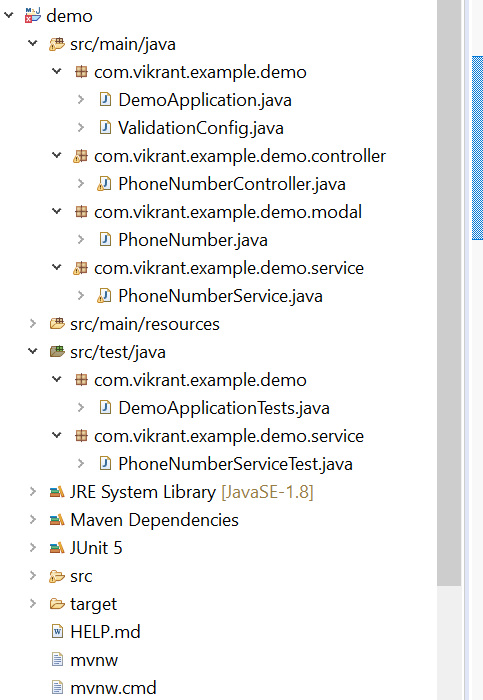 demo
src/main/java
com.vikrant.example.demo
DemoApplication.java
ValidationConfig.java
com.vikrant.example.demo.controller
PhoneNumberController.java
com.vikrant.example.demo.modal
PhoneNumber.java
com.vikrant.example.demo.service
PhoneNumberService.java
src/main/resources
src/test/java
com.vikrant.example.demo
DemoApplicationTests.java
com.vikrant.example.demo.service
PhoneNumberServiceTest.java
JRE System Library [JavaSE-1.8]
Maven Dependencies
JUnit 5
src
target
HELP.md
mvnw
mvnw.cmd